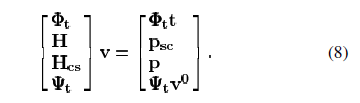 [Φt
H
Hcs
Ψt] v = [Φt t
psc
p
Ψt v⁰] . (8)